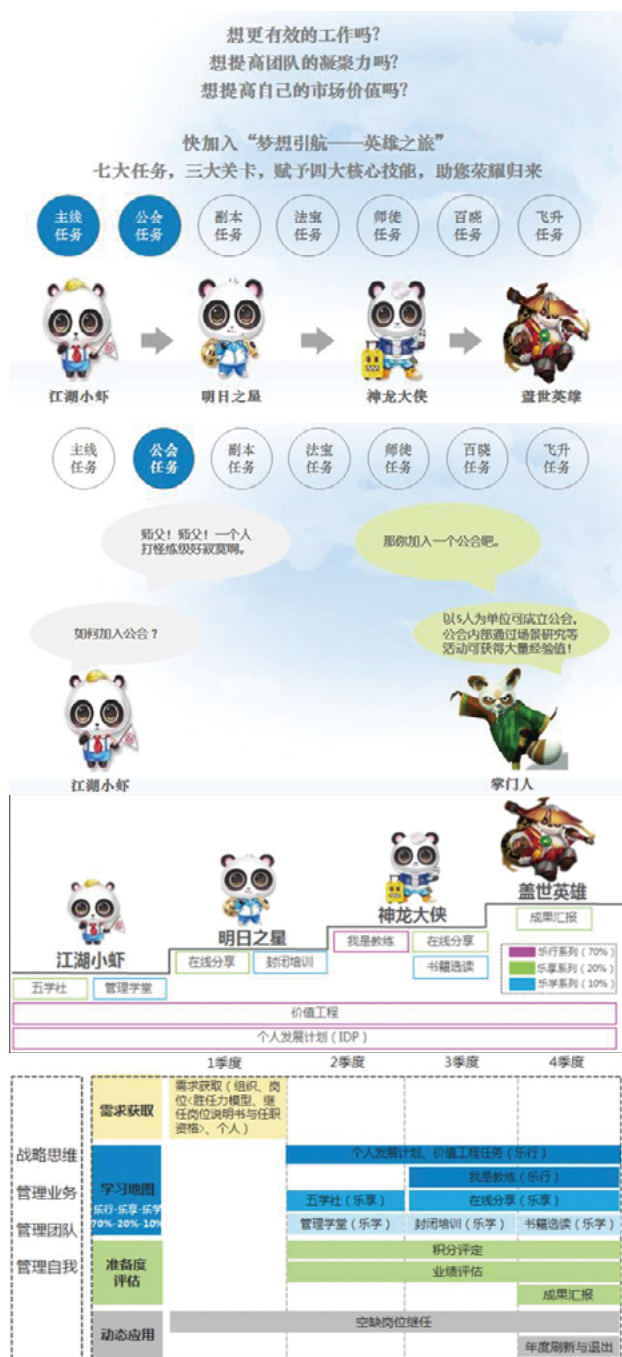 想更有效的工作吗?
想提高团队的凝聚力吗?
想提高自己的市场价值吗?
快加入“梦想引航——英雄之旅”
七大任务，三大关卡，赋予四大核心技能，助您荣耀归来
主线任务 公会任务 副本任务 法宝任务 师徒任务 百晓任务 飞升任务
江湖小虾 明日之星 神龙大侠 盖世英雄
主线任务 公会任务 副本任务 法宝任务 师徒任务 百晓任务 飞升任务
师父！师父！一个人
打怪练级好寂寞啊。
那你加入一个公会吧。
如何加入公会？
以5人为单位可成立公会，
公会内部通过场景研究等
活动可获得大量经验值！
江湖小虾 掌门人
盖世英雄
神龙大侠
成果汇报
明日之星
我是教练 在线分享
乐行系列（70%）
江湖小虾
在线分享 封闭培训
书籍选读
乐享系列（20%）
五学社 管理学堂
乐学系列（10%）
价值工程
个人发展计划（IDP）
1季度 2季度 3季度 4季度
需求获取
需求获取（组织、岗
位<胜任力模型、继
任岗位说明书与任职
资格>、个人）
战略思维
管理业务
管理团队
管理自我
学习地图
乐行-乐享-乐学
70%-20%-10%
个人发展计划、价值工程任务（乐行）
我是教练（乐行）
五学社（乐享） 在线分享（乐享）
管理学堂（乐学） 封闭培训（乐学） 书籍选读（乐学）
准备度
评估
积分评定
业绩评估
成果汇报
动态应用
空缺岗位继任
年度刷新与退出